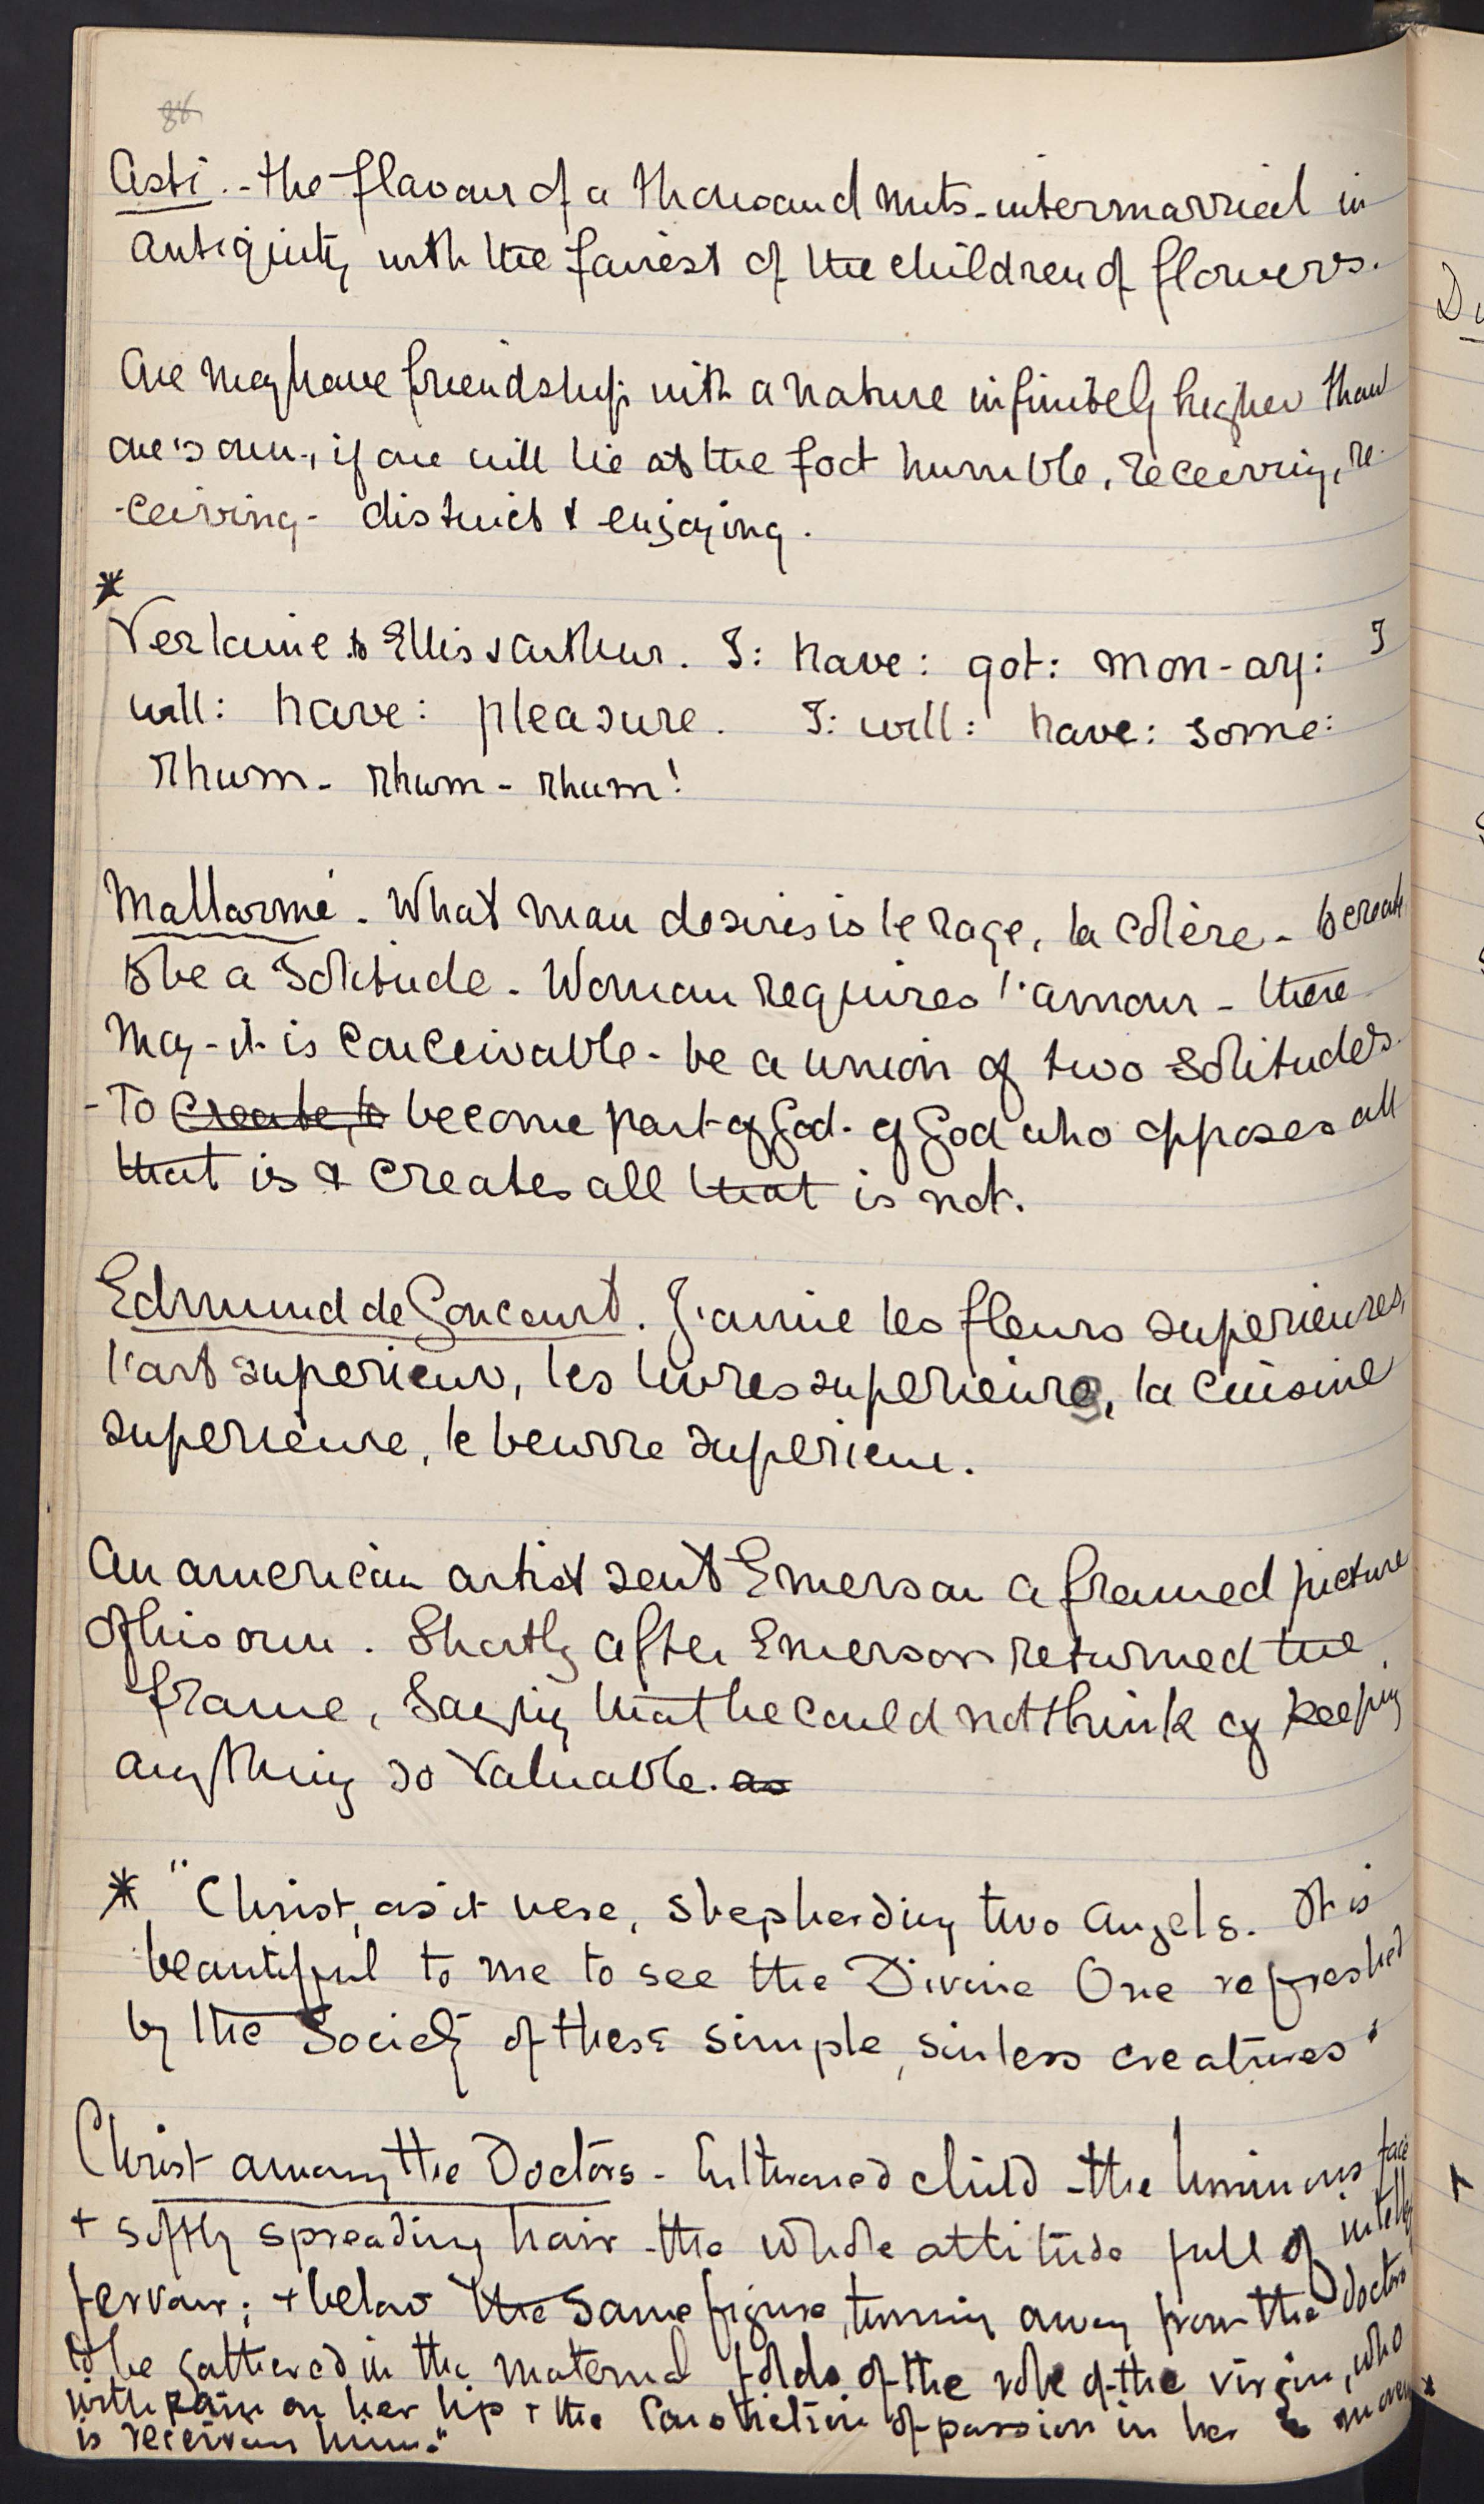 Asti. - the flavour of a thousand nuts - intermarried in
antiquity with the fairest of the children of flowers.
One may have friendship with a nature infinitely higher than
one's own, if one will lie at the foot humble, receiving, re-
-ceiving - distinct & enjoying.
*
Verlaine to Ellis & Arthur. I: have: got: mon-ay: I
will: have: pleasure. I: will: have: some:
Rhum - Rhum - Rhum!
Mallarmé. What man desires is le rage, la colère - to create
to be a solitude. Woman requires l'amour - there
may - it is conceivable - be a union of two solitudes.
- To create, to become part of God - of God who opposes all
that is & creates all that is not.
Edmund de Goncourt. J'aime les fleurs superieures,
l'art superieur, les livres superieurs, la cuisine
superieure, le beurre superieur.
An american artist sent Emerson a framed picture
of his own. Shortly after Emerson returned the
frame, saying that he could not think of keeping
anything so valuable. as
* "Christ, as it were, shepherding two Angels. It is
beautiful to me to see the Divine One refreshed
by the Society of these simple, sinless creatures"
Christ among the Doctors - child - the luminous face
+ softly spreading hair - the whole attitude full of
fervour; + below the same figure, turning away from the doctors
to be gathered in the maternal folds of the robe of the virgin, who
with pain on her lip + the constriction of passion in her
is receiving him."